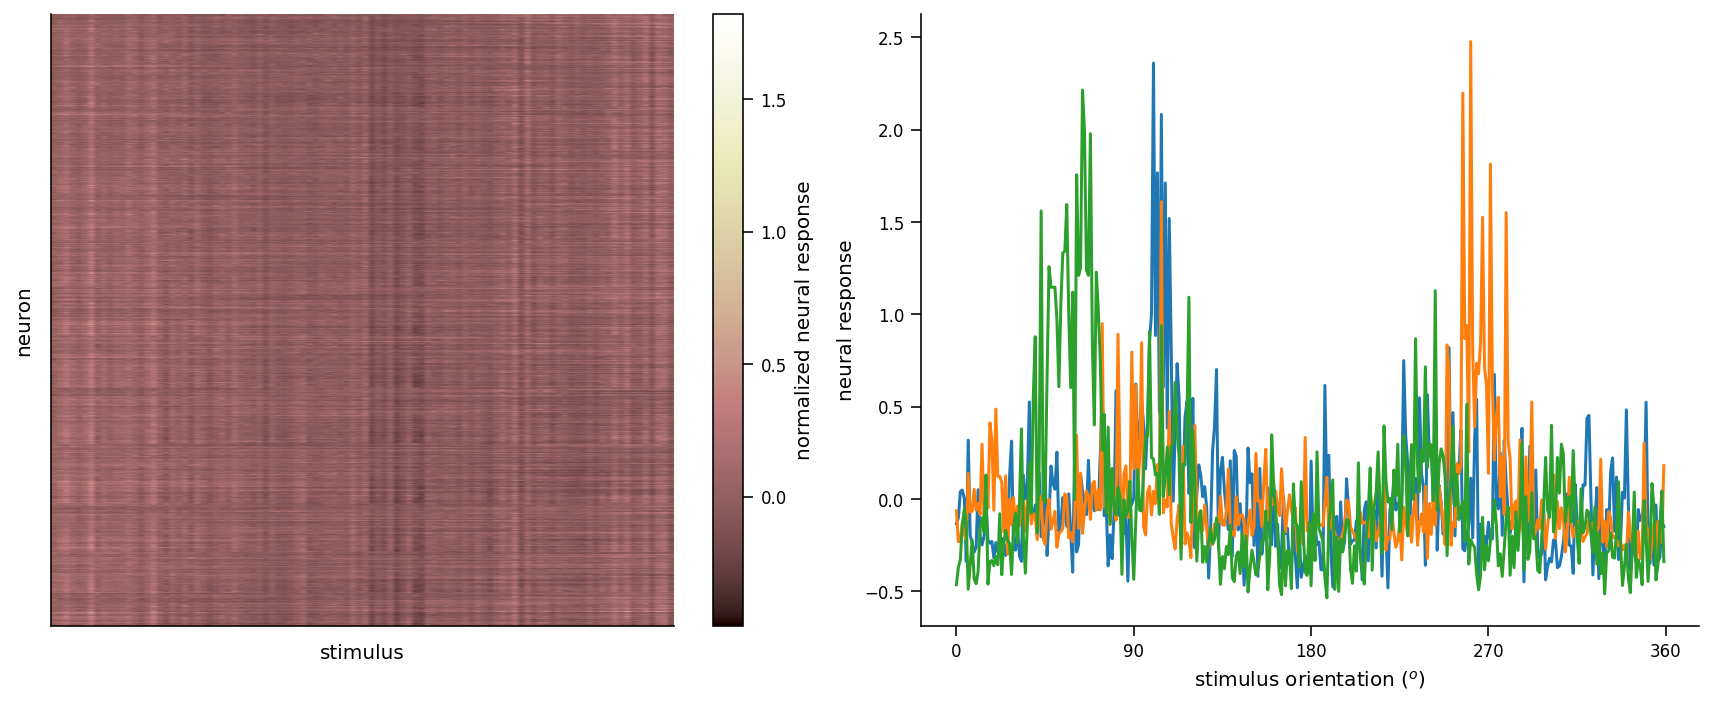 neuron
stimulus
1.5
1.0
0.5
0.0
normalized neural response
neural response
2.5
2.0
1.5
1.0
0.5
0.0
−0.5
0 90 180 270 360
stimulus orientation (o)